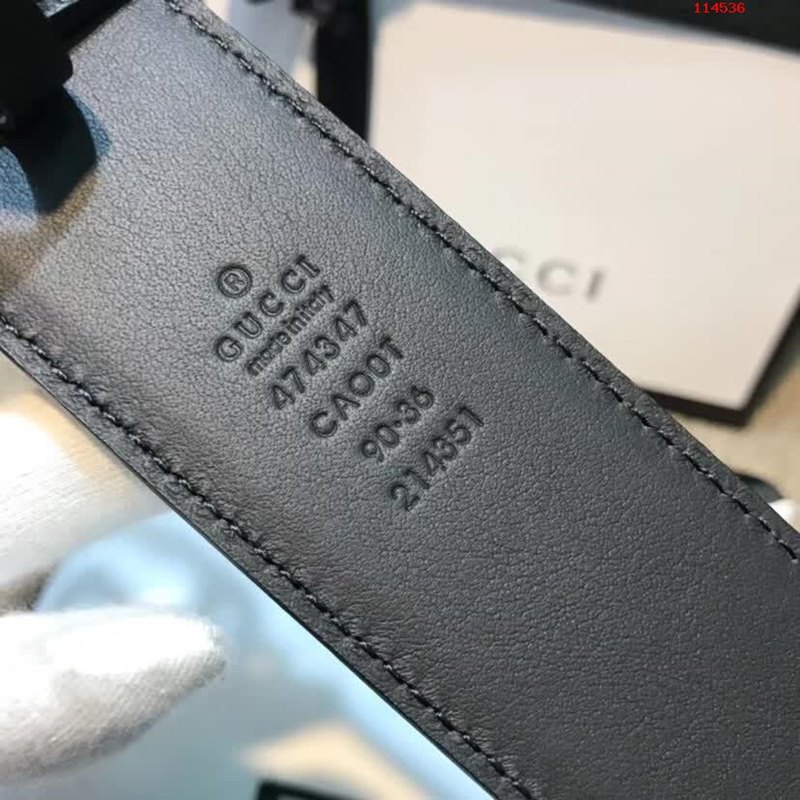 114536
CCI
®
GUCCI
made in italy
474347
CAO0T
90·36
214351